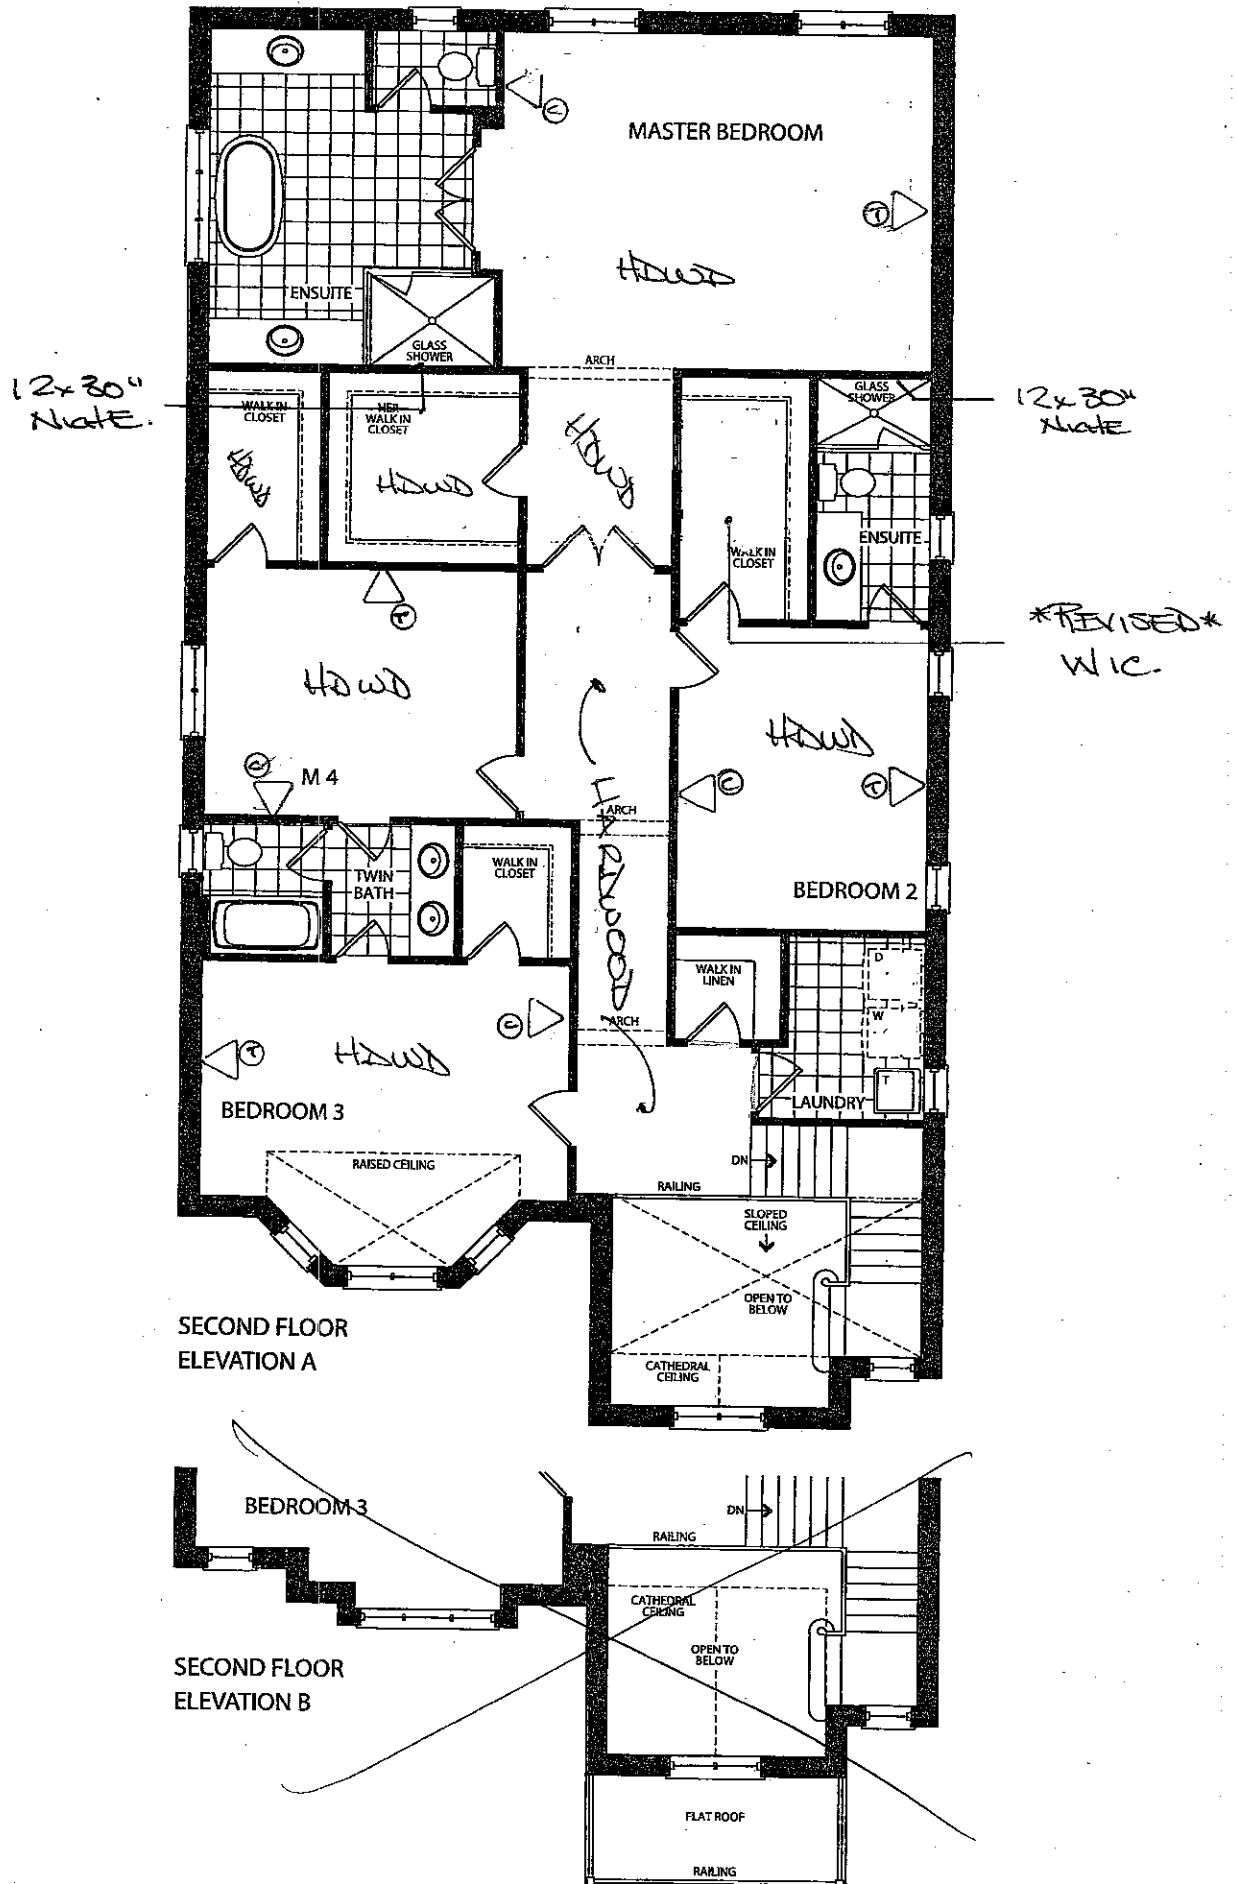 MASTER BEDROOM
C
T
HDWD
ENSUITE
GLASS
SHOWER
ARCH
12x30"
NICHE.
WALK IN
CLOSET
HER
WALK IN
CLOSET
HDWD
HDWD
HDWD
GLASS
SHOWER
12x30"
NICHE
WALK IN
CLOSET
ENSUITE
*REVISED*
WIC.
T
HDWD
HDWD
C
M 4
C
T
ARCH
HARDWOOD
TWIN
BATH
WALK IN
CLOSET
BEDROOM 2
WALK IN
LINEN
D
W
T
LAUNDRY
ARCH
C
T
HDWD
BEDROOM 3
RAISED CEILING
DN
RAILING
SLOPED
CEILING
OPEN TO
BELOW
CATHEDRAL
CEILING
SECOND FLOOR
ELEVATION A
BEDROOM 3
DN
RAILING
CATHEDRAL
CEILING
OPEN TO
BELOW
SECOND FLOOR
ELEVATION B
FLAT ROOF
RAILING